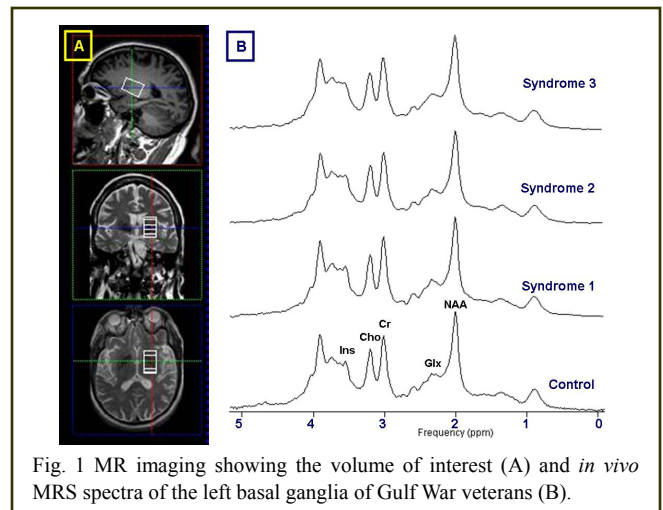 A
B
Syndrome 3
Syndrome 2
Syndrome 1
NAA
Cr
Cho
Ins
Glx
Control
5 4 3 2 1 0
Frequency (ppm)
Fig. 1 MR imaging showing the volume of interest (A) and in vivo
MRS spectra of the left basal ganglia of Gulf War veterans (B).